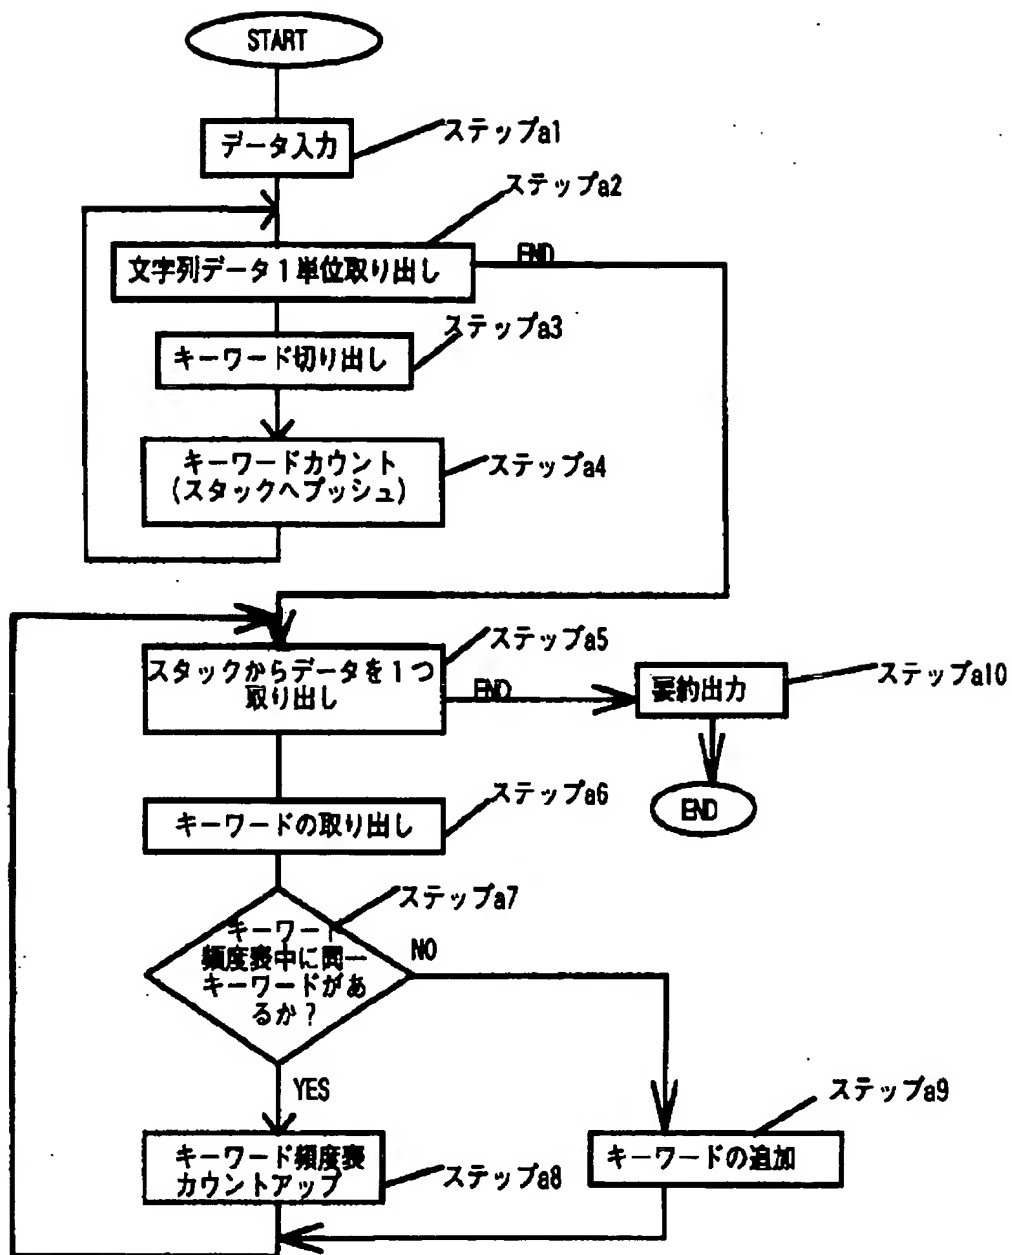 START
データ入力
ステップa1
ステップa2
文字列データ1単位取り出し
END
ステップa3
キーワード切り出し
キーワードカウント
(スタックへプッシュ)
ステップa4
スタックからデータを1つ
取り出し
ステップa5
END
要約出力
ステップa10
END
キーワードの取り出し
ステップa6
ステップa7
キーワード
頻度表中に同一
キーワードがあ
るか?
NO
YES
キーワード頻度表
カウントアップ
ステップa8
ステップa9
キーワードの追加